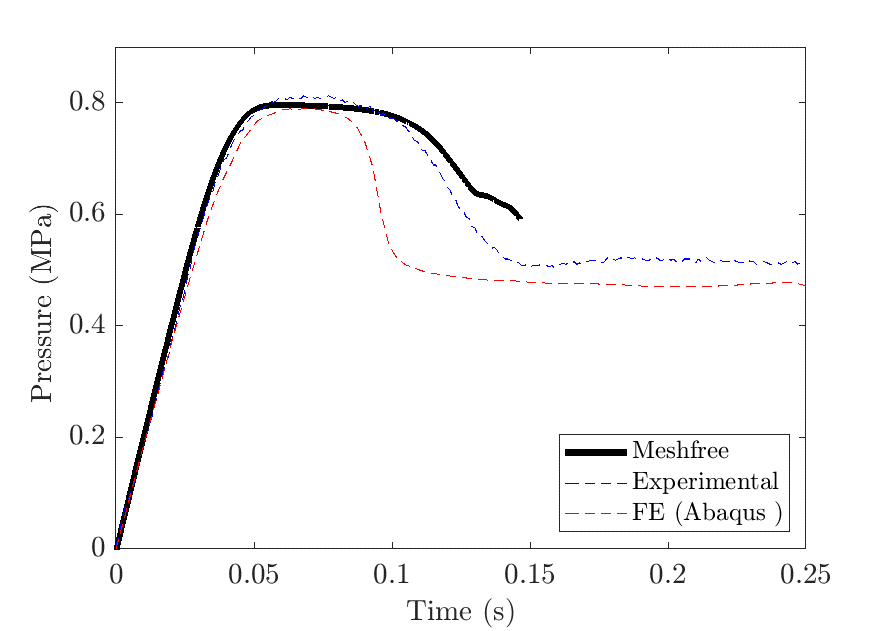 0.8
0.6
0.4
0.2
0
Pressure (MPa)
Meshfree
Experimental
FE (Abaqus )
0 0.05 0.1 0.15 0.2 0.25
Time (s)